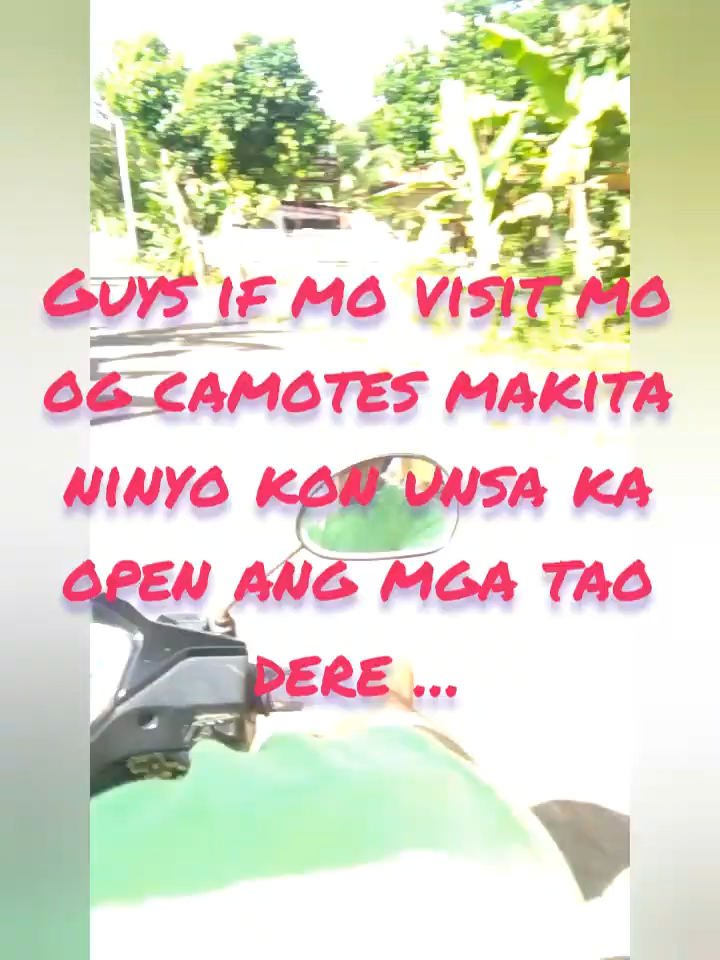 Guys if mo visit mo
og camotes makita
ninyo kon unsa ka
open ang mga tao
dere ...